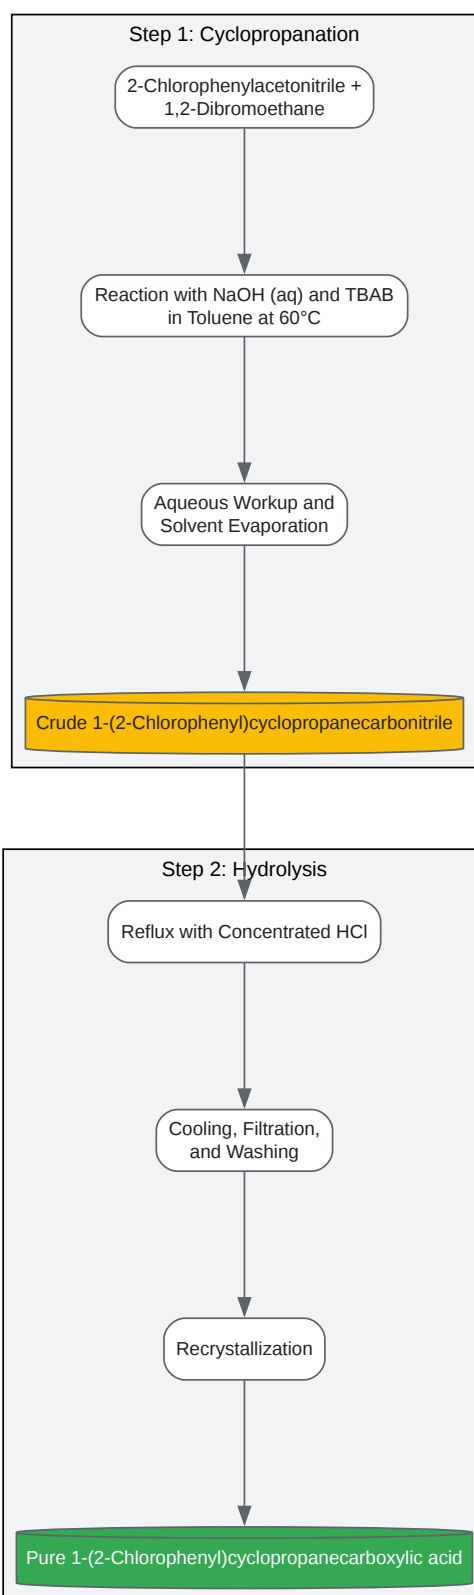 Step 1: Cyclopropanation
2-Chlorophenylacetonitrile +
1,2-Dibromoethane
Reaction with NaOH (aq) and TBAB
in Toluene at 60°C
Aqueous Workup and
Solvent Evaporation
Crude 1-(2-Chlorophenyl)cyclopropanecarbonitrile
Step 2: Hydrolysis
Reflux with Concentrated HCl
Cooling, Filtration,
and Washing
Recrystallization
Pure 1-(2-Chlorophenyl)cyclopropanecarboxylic acid